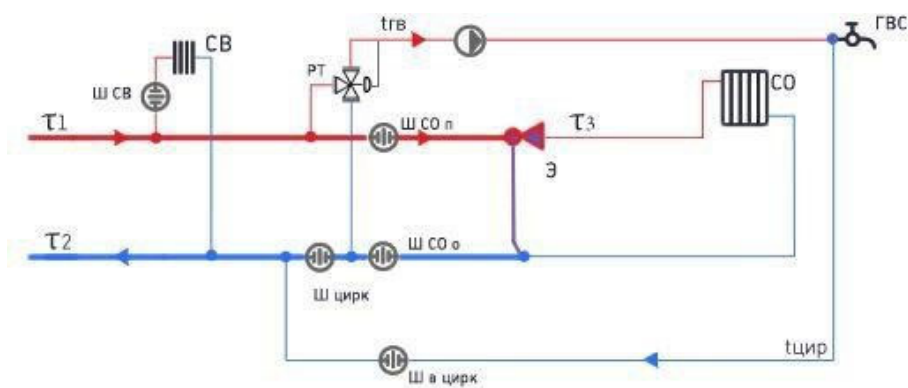 tгв
ГВС
СВ
РТ
СО
Ш СВ
τ1
Ш СО п
τ3
Э
τ2
Ш СО о
Ш цирк
tцир
Ш в цирк